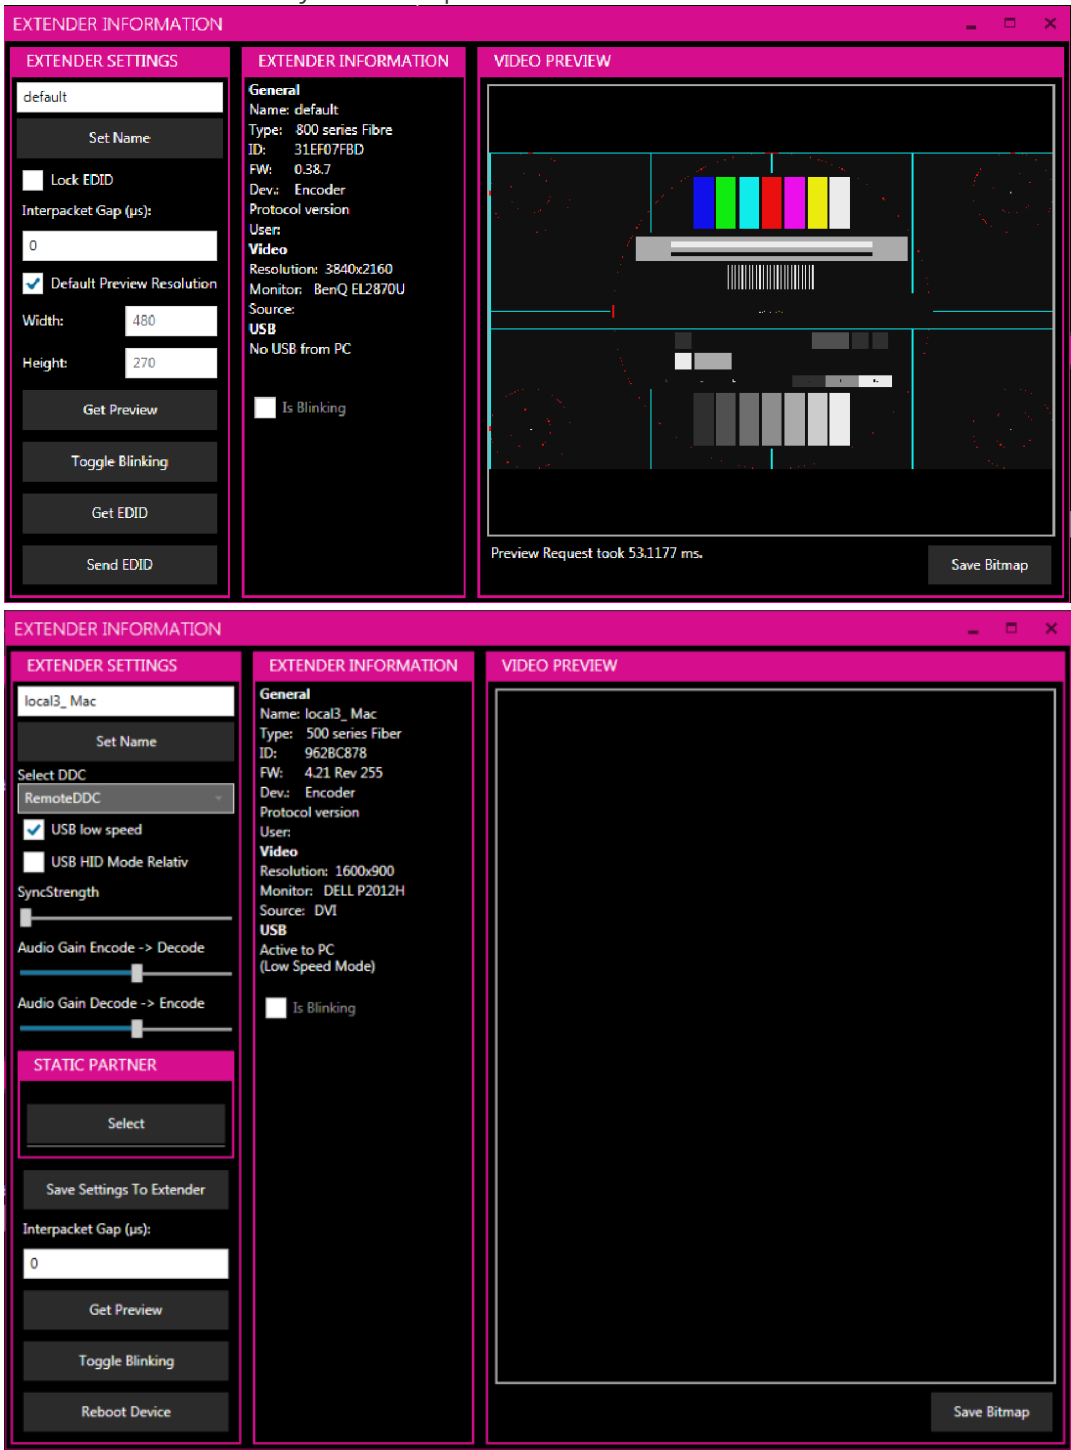 EXTENDER INFORMATION
EXTENDER SETTINGS
default
Set Name
Lock EDID
Interpacket Gap (µs):
0
Default Preview Resolution
Width: 480
Height: 270
Get Preview
Toggle Blinking
Get EDID
Send EDID
EXTENDER INFORMATION
General
Name: default
Type: 800 series Fibre
ID: 31EF07FBD
FW: 0.38.7
Dev.: Encoder
Protocol version
User:
Video
Resolution: 3840x2160
Monitor: BenQ EL2870U
Source:
USB
No USB from PC
Is Blinking
VIDEO PREVIEW
Preview Request took 53.1177 ms.
Save Bitmap
EXTENDER INFORMATION
EXTENDER SETTINGS
local3_ Mac
Set Name
Select DDC
RemoteDDC
USB low speed
USB HID Mode Relativ
SyncStrength
Audio Gain Encode -> Decode
Audio Gain Decode -> Encode
STATIC PARTNER
Select
Save Settings To Extender
Interpacket Gap (µs):
0
Get Preview
Toggle Blinking
Reboot Device
EXTENDER INFORMATION
General
Name: local3_ Mac
Type: 500 series Fiber
ID: 962BC878
FW: 4.21 Rev 255
Dev.: Encoder
Protocol version
User:
Video
Resolution: 1600x900
Monitor: DELL P2012H
Source: DVI
USB
Active to PC
(Low Speed Mode)
Is Blinking
VIDEO PREVIEW
Save Bitmap